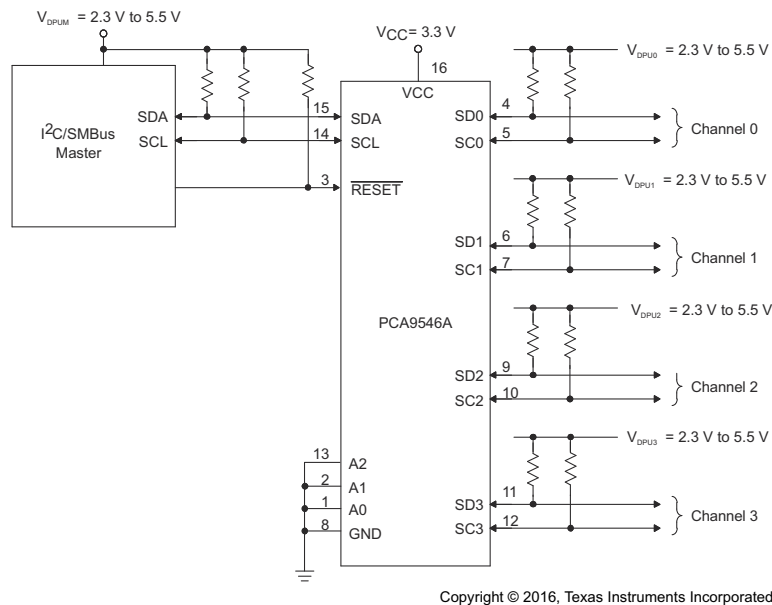 V_DPUM = 2.3 V to 5.5 V
I²C/SMBus
Master
SDA
SCL
15
14
3
VCC = 3.3 V
16
VCC
SDA
SCL
RESET
PCA9546A
13
2
1
8
A2
A1
A0
GND
SD0
SC0
4
5
V_DPU0 = 2.3 V to 5.5 V
Channel 0
SD1
SC1
6
7
V_DPU1 = 2.3 V to 5.5 V
Channel 1
SD2
SC2
9
10
V_DPU2 = 2.3 V to 5.5 V
Channel 2
SD3
SC3
11
12
V_DPU3 = 2.3 V to 5.5 V
Channel 3
Copyright © 2016, Texas Instruments Incorporated